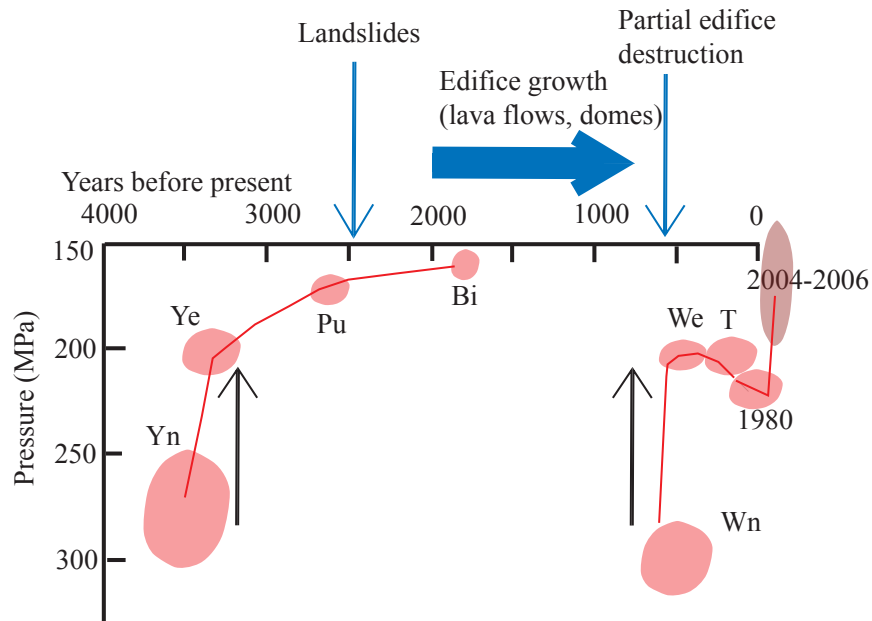 Landslides
Partial edifice
destruction
Edifice growth
(lava flows, domes)
Years before present
4000 3000 2000 1000 0
150
200
250
300
Pressure (MPa)
Ye
Yn
Pu
Bi
We
T
2004-2006
1980
Wn